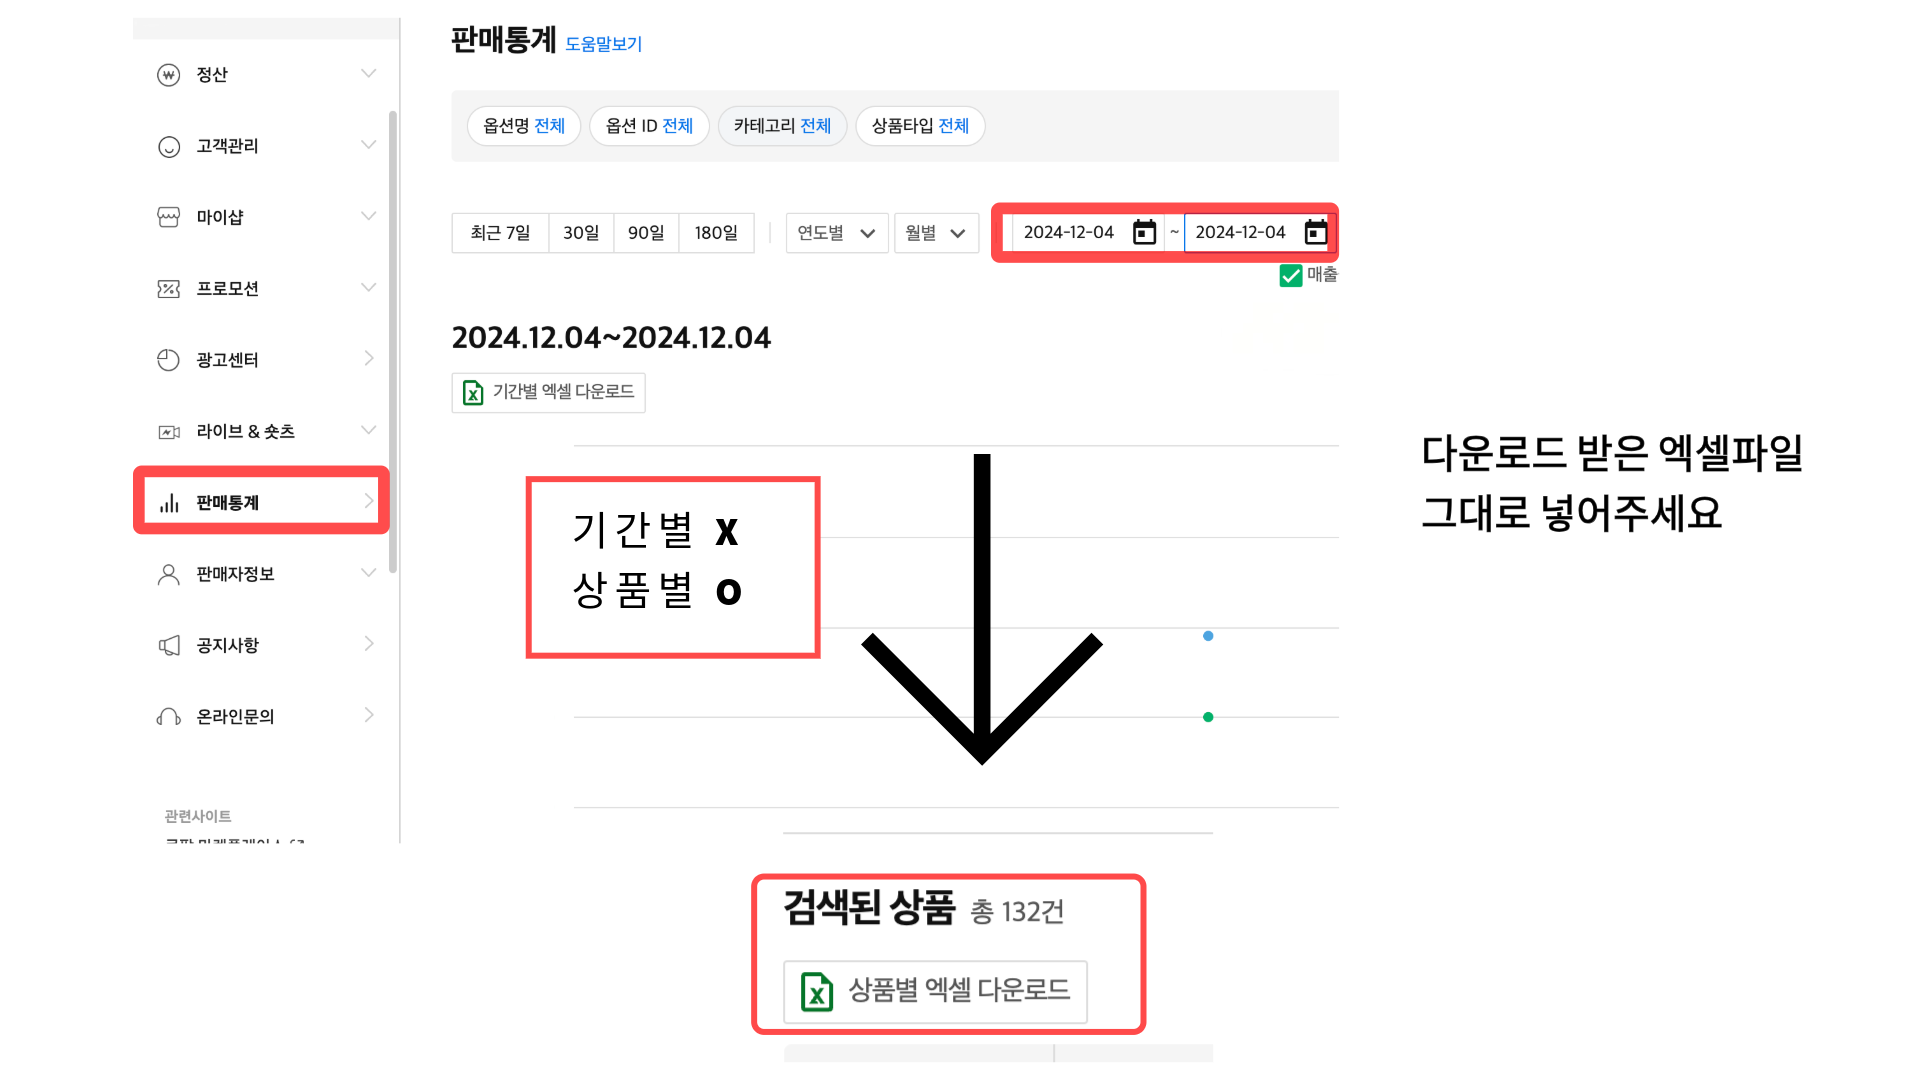 정산
고객관리
마이샵
프로모션
광고센터
라이브 & 숏츠
판매통계
판매자정보
공지사항
온라인문의
관련사이트
판매통계 도움말보기
옵션명 전체 옵션 ID 전체 카테고리 전체 상품타입 전체
최근 7일 30일 90일 180일 연도별 월별 2024-12-04 ~ 2024-12-04
매출
2024.12.04~2024.12.04
기간별 엑셀 다운로드
기간별 x
상품별 o
다운로드 받은 엑셀파일
그대로 넣어주세요
검색된 상품 총 132건
상품별 엑셀 다운로드